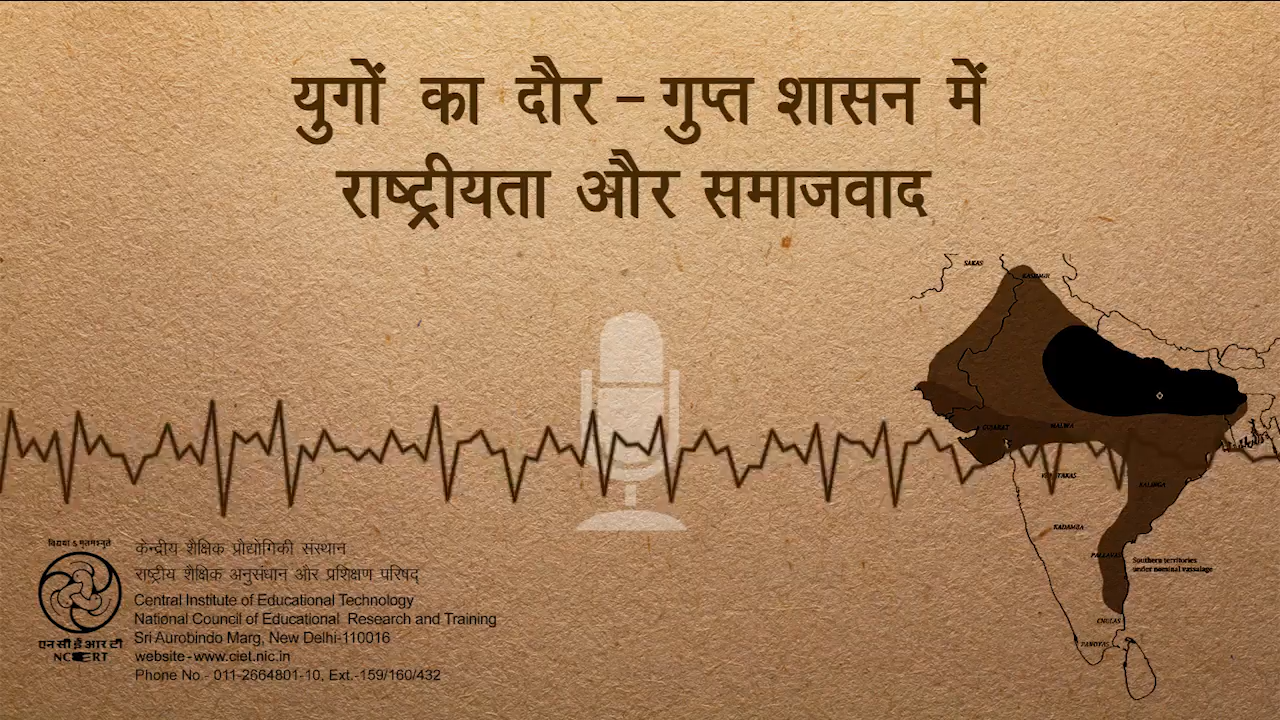 युगों का दौर – गुप्त शासन में
राष्ट्रीयता और समाजवाद
SAKAS
KASHMIR
GUJARAT
MALWA
KALINGA
KADAMBA
PALLAVAS
Southern territories
under nominal vassalage
CHOLAS
PANDYAS
विद्यया ऽ मृतमश्नुते
एन सी ई आर टी
NCERT
केन्द्रीय शैक्षिक प्रौद्योगिकी संस्थान
राष्ट्रीय शैक्षिक अनुसंधान और प्रशिक्षण परिषद्
Central Institute of Educational Technology
National Council of Educational Research and Training
Sri Aurobindo Marg, New Delhi-110016
website - www.ciet.nic.in
Phone No - 011-2664801-10, Ext.-159/160/432